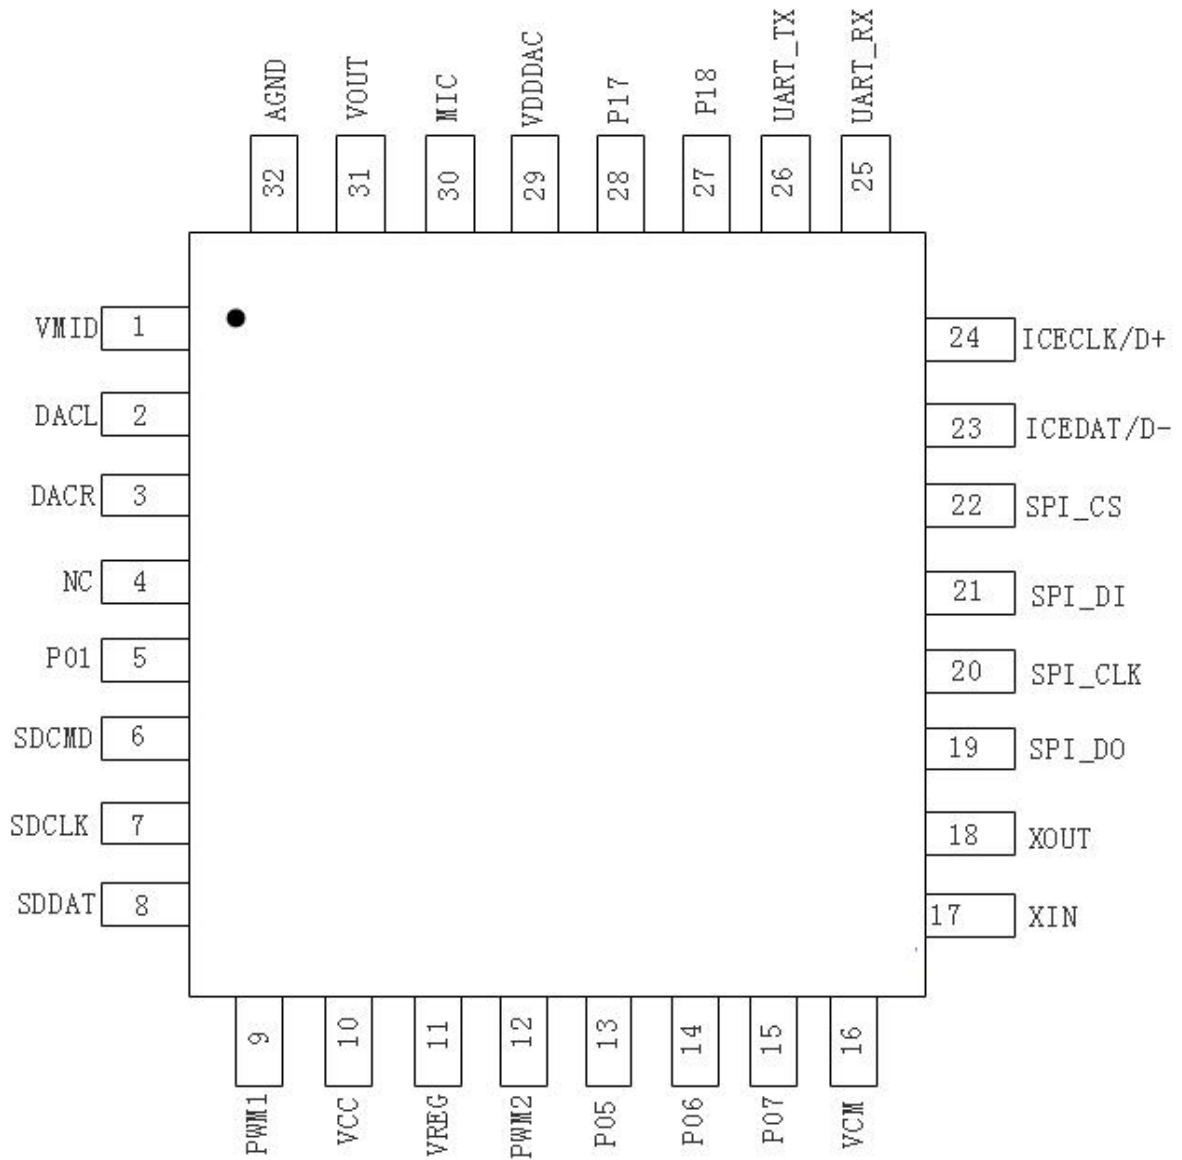 AGND VOUT MIC VDDDAC P17 P18 UART_TX UART_RX
32 31 30 29 28 27 26 25
VMID 1
DACL 2
DACR 3
NC 4
P01 5
SDCMD 6
SDCLK 7
SDDAT 8
24 ICECLK/D+
23 ICEDAT/D-
22 SPI_CS
21 SPI_DI
20 SPI_CLK
19 SPI_DO
18 XOUT
17 XIN
9 10 11 12 13 14 15 16
PWM1 VCC VREG PWM2 P05 P06 P07 VCM